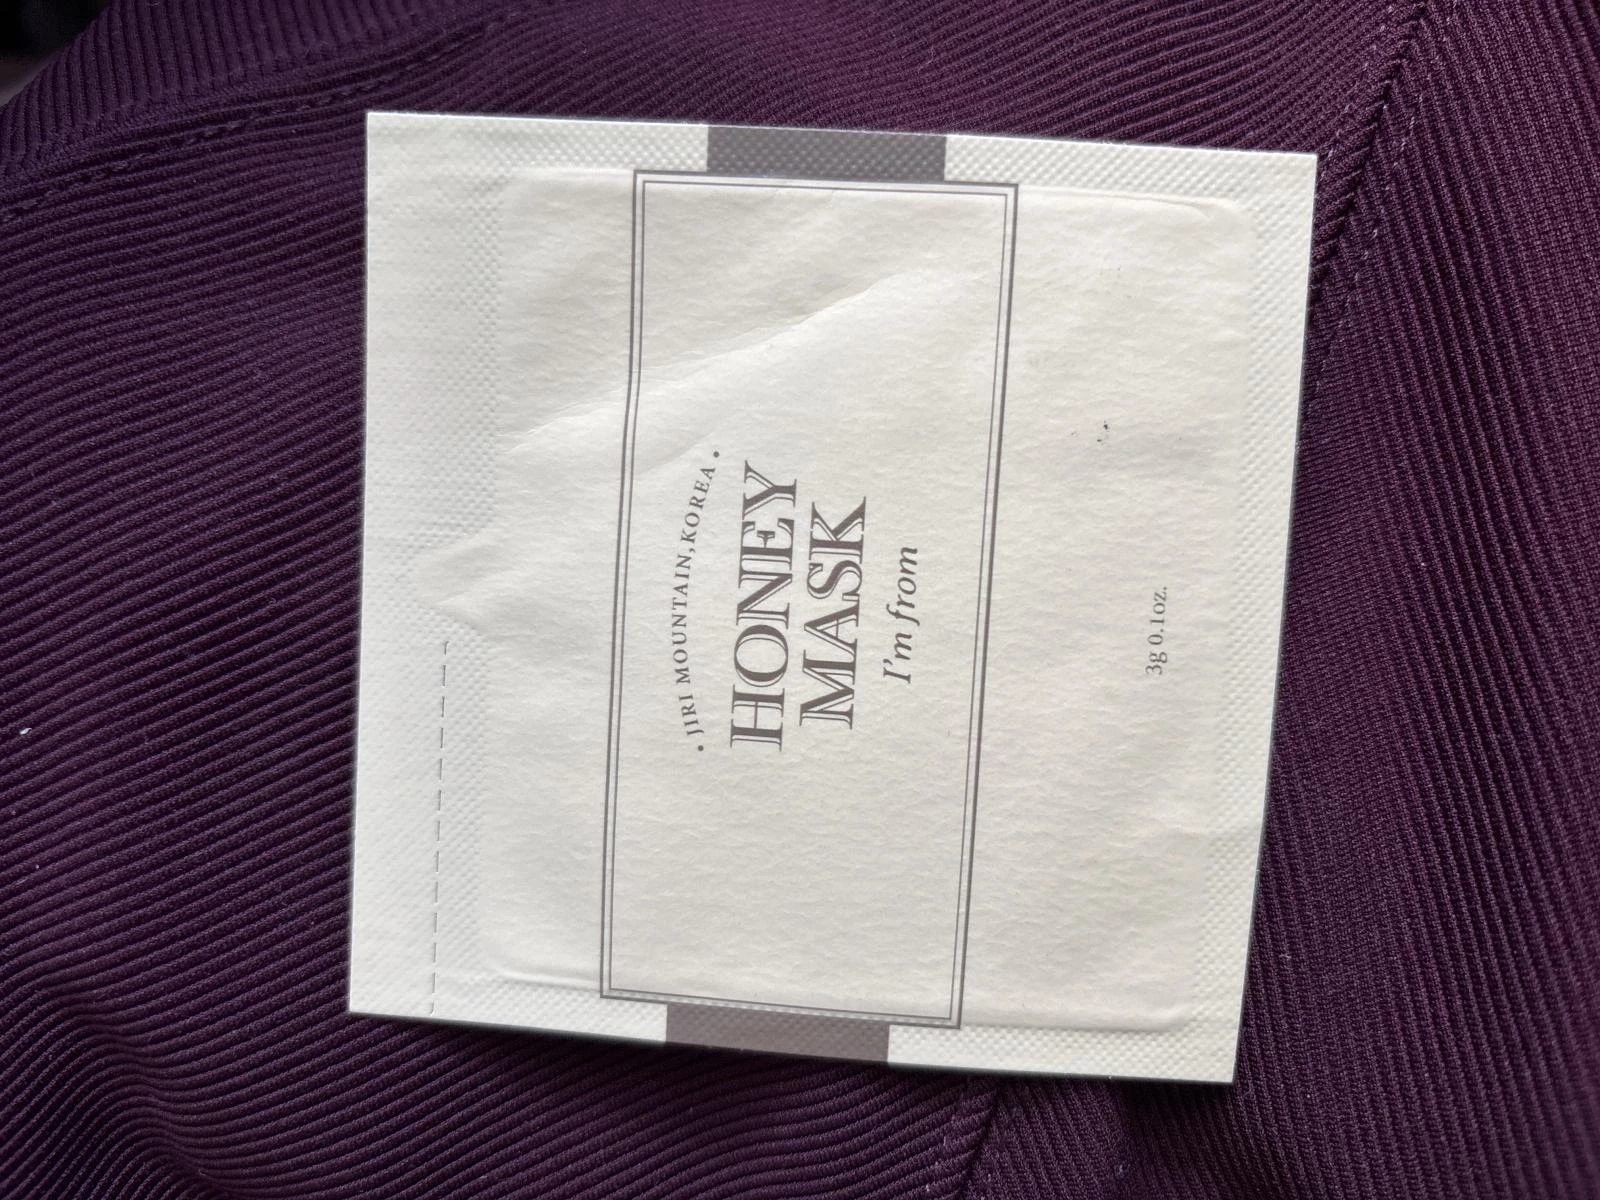 • JIRI MOUNTAIN,KOREA •
HONEY
MASK
I'm from
3g 0.1oz.